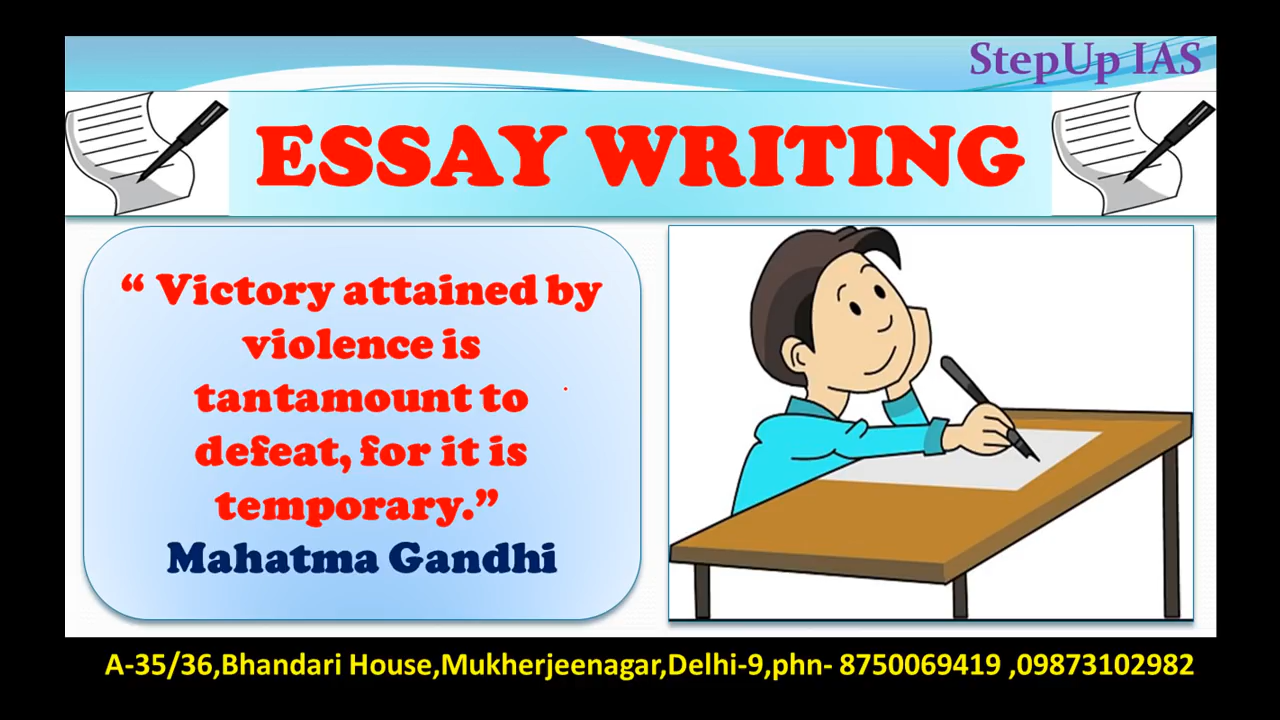 StepUp IAS
ESSAY WRITING
“ Victory attained by
violence is
tantamount to
defeat, for it is
temporary.”
Mahatma Gandhi
A-35/36,Bhandari House,Mukherjeenagar,Delhi-9,phn- 8750069419 ,09873102982